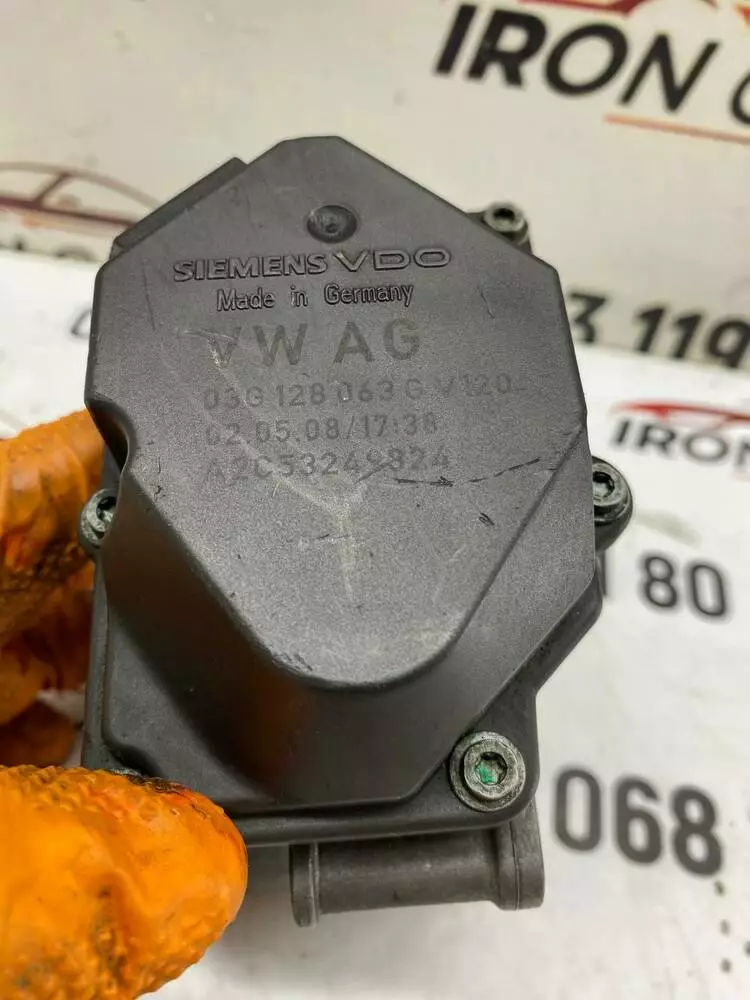 IRON
SIEMENS VDO
Made in Germany
VW AG
03G 128 063 G V120
02.05.08/17:38
A2C53249824
3 119
IRON
80
068